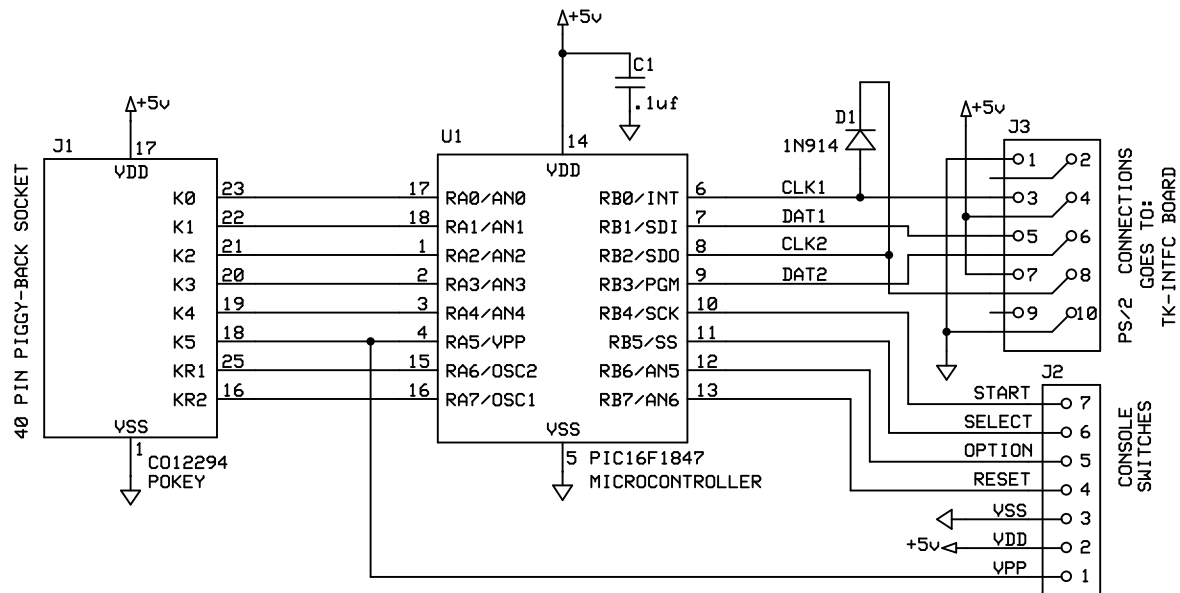 +5v
C1
.1uf
+5v
J1
17
VDD
40 PIN PIGGY-BACK SOCKET
K0 23
K1 22
K2 21
K3 20
K4 19
K5 18
KR1 25
KR2 16
VSS
1
CO12294
POKEY
U1
14
VDD
17 RA0/AN0 RB0/INT 6 CLK1
18 RA1/AN1 RB1/SDI 7 DAT1
1 RA2/AN2 RB2/SDO 8 CLK2
2 RA3/AN3 RB3/PGM 9 DAT2
3 RA4/AN4 RB4/SCK 10
4 RA5/VPP RB5/SS 11
15 RA6/OSC2 RB6/AN5 12
16 RA7/OSC1 RB7/AN6 13
VSS
5 PIC16F1847
MICROCONTROLLER
D1
1N914
+5v
J3
1 2
3 4
5 6
7 8
9 10
PS/2 CONNECTIONS
GOES TO:
TK-INTFC BOARD
J2
START 7
SELECT 6
OPTION 5
RESET 4
VSS 3
+5v VDD 2
VPP 1
CONSOLE
SWITCHES